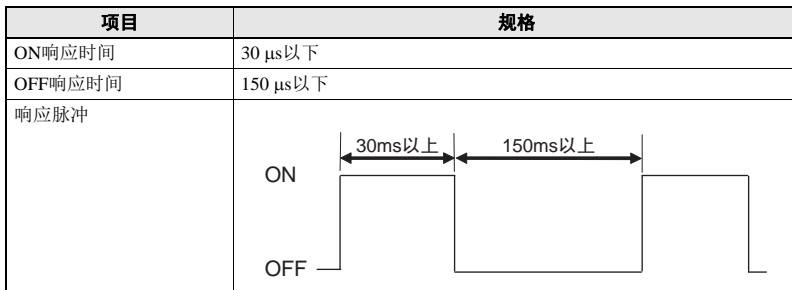 项目 规格
ON响应时间 30 μs以下
OFF响应时间 150 μs以下
响应脉冲
30ms以上 150ms以上
ON
OFF